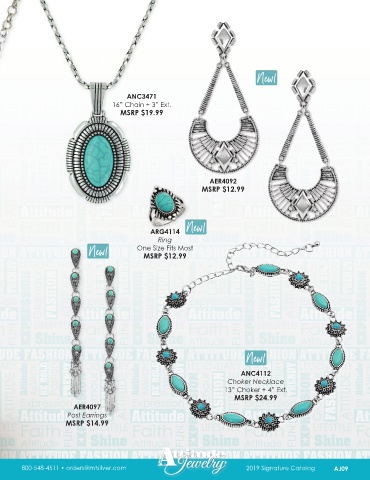 New!
ANC3471
16” Chain + 3” Ext.
MSRP $19.99
AER4092
MSRP $12.99
New!
ARG4114
Ring
One Size Fits Most
MSRP $12.99
New!
New!
ANC4112
Choker Necklace
13” Choker + 4” Ext.
MSRP $24.99
AER4097
Post Earrings
MSRP $14.99
800-548-4511 • orders@mtsilver.com
Attitude
Jewelry
2019 Signature Catalog
AJ09